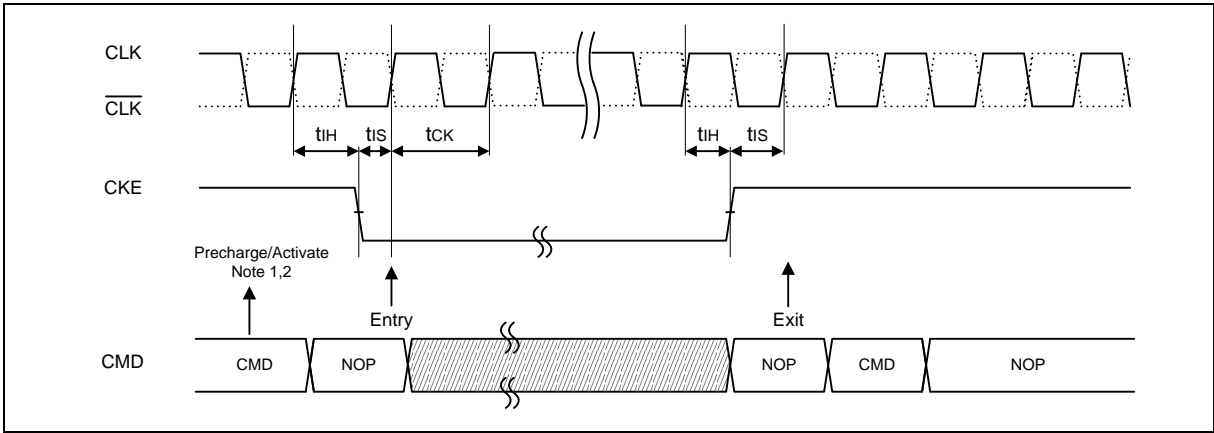 CLK
CLK
tIH
tIS
tCK
tIH
tIS
CKE
Precharge/Activate
Note 1,2
Entry
Exit
CMD
CMD
NOP
NOP
CMD
NOP